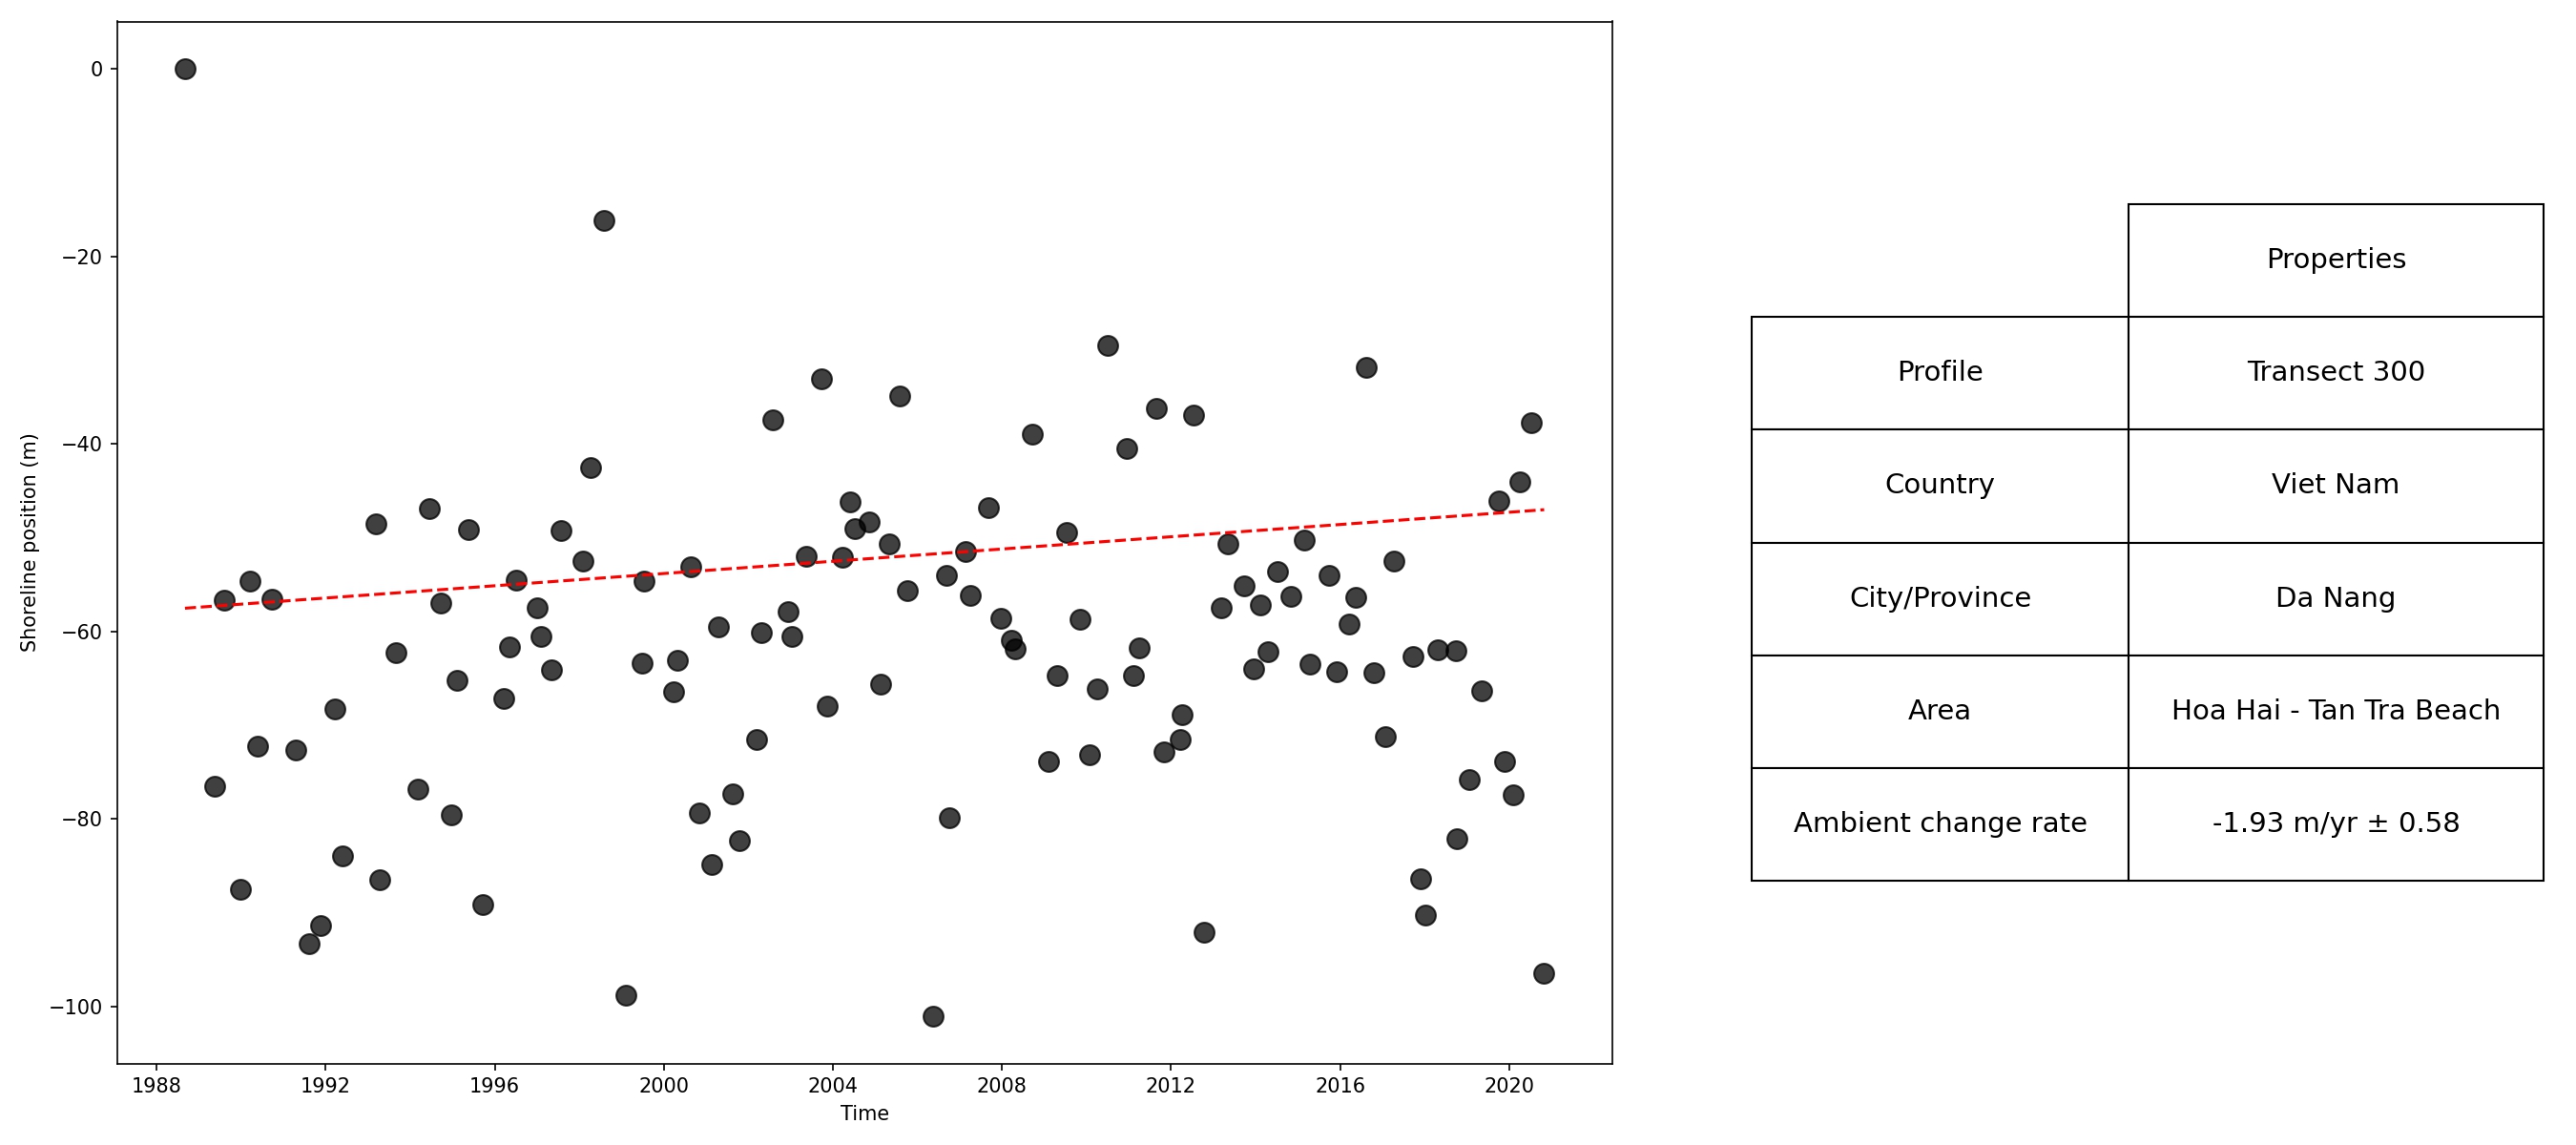 0
−20
−40
−60
−80
−100
Shoreline position (m)
1988 1992 1996 2000 2004 2008 2012 2016 2020
Time
Properties
Profile Transect 300
Country Viet Nam
City/Province Da Nang
Area Hoa Hai - Tan Tra Beach
Ambient change rate -1.93 m/yr ± 0.58